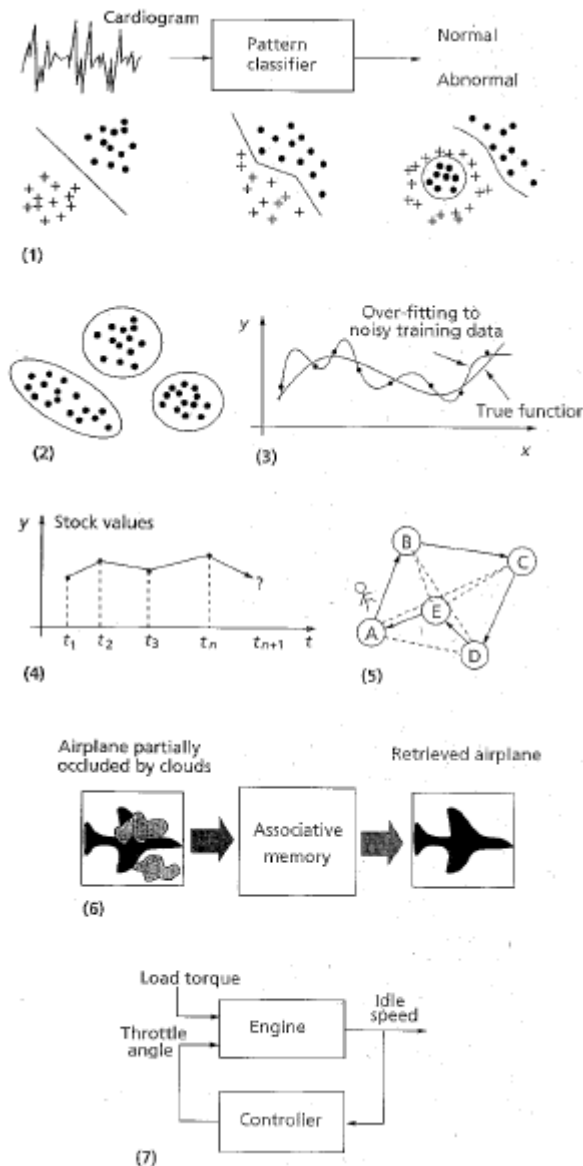 Cardiogram
Pattern
classifier
Normal
Abnormal
(1)
y
Over-fitting to
noisy training data
True function
x
(2)
(3)
y
Stock values
?
t1 t2 t3 tn tn+1 t
(4)
B
C
E
A
D
(5)
Airplane partially
occluded by clouds
Retrieved airplane
Associative
memory
(6)
Load torque
Engine
Idle
speed
Throttle
angle
Controller
(7)